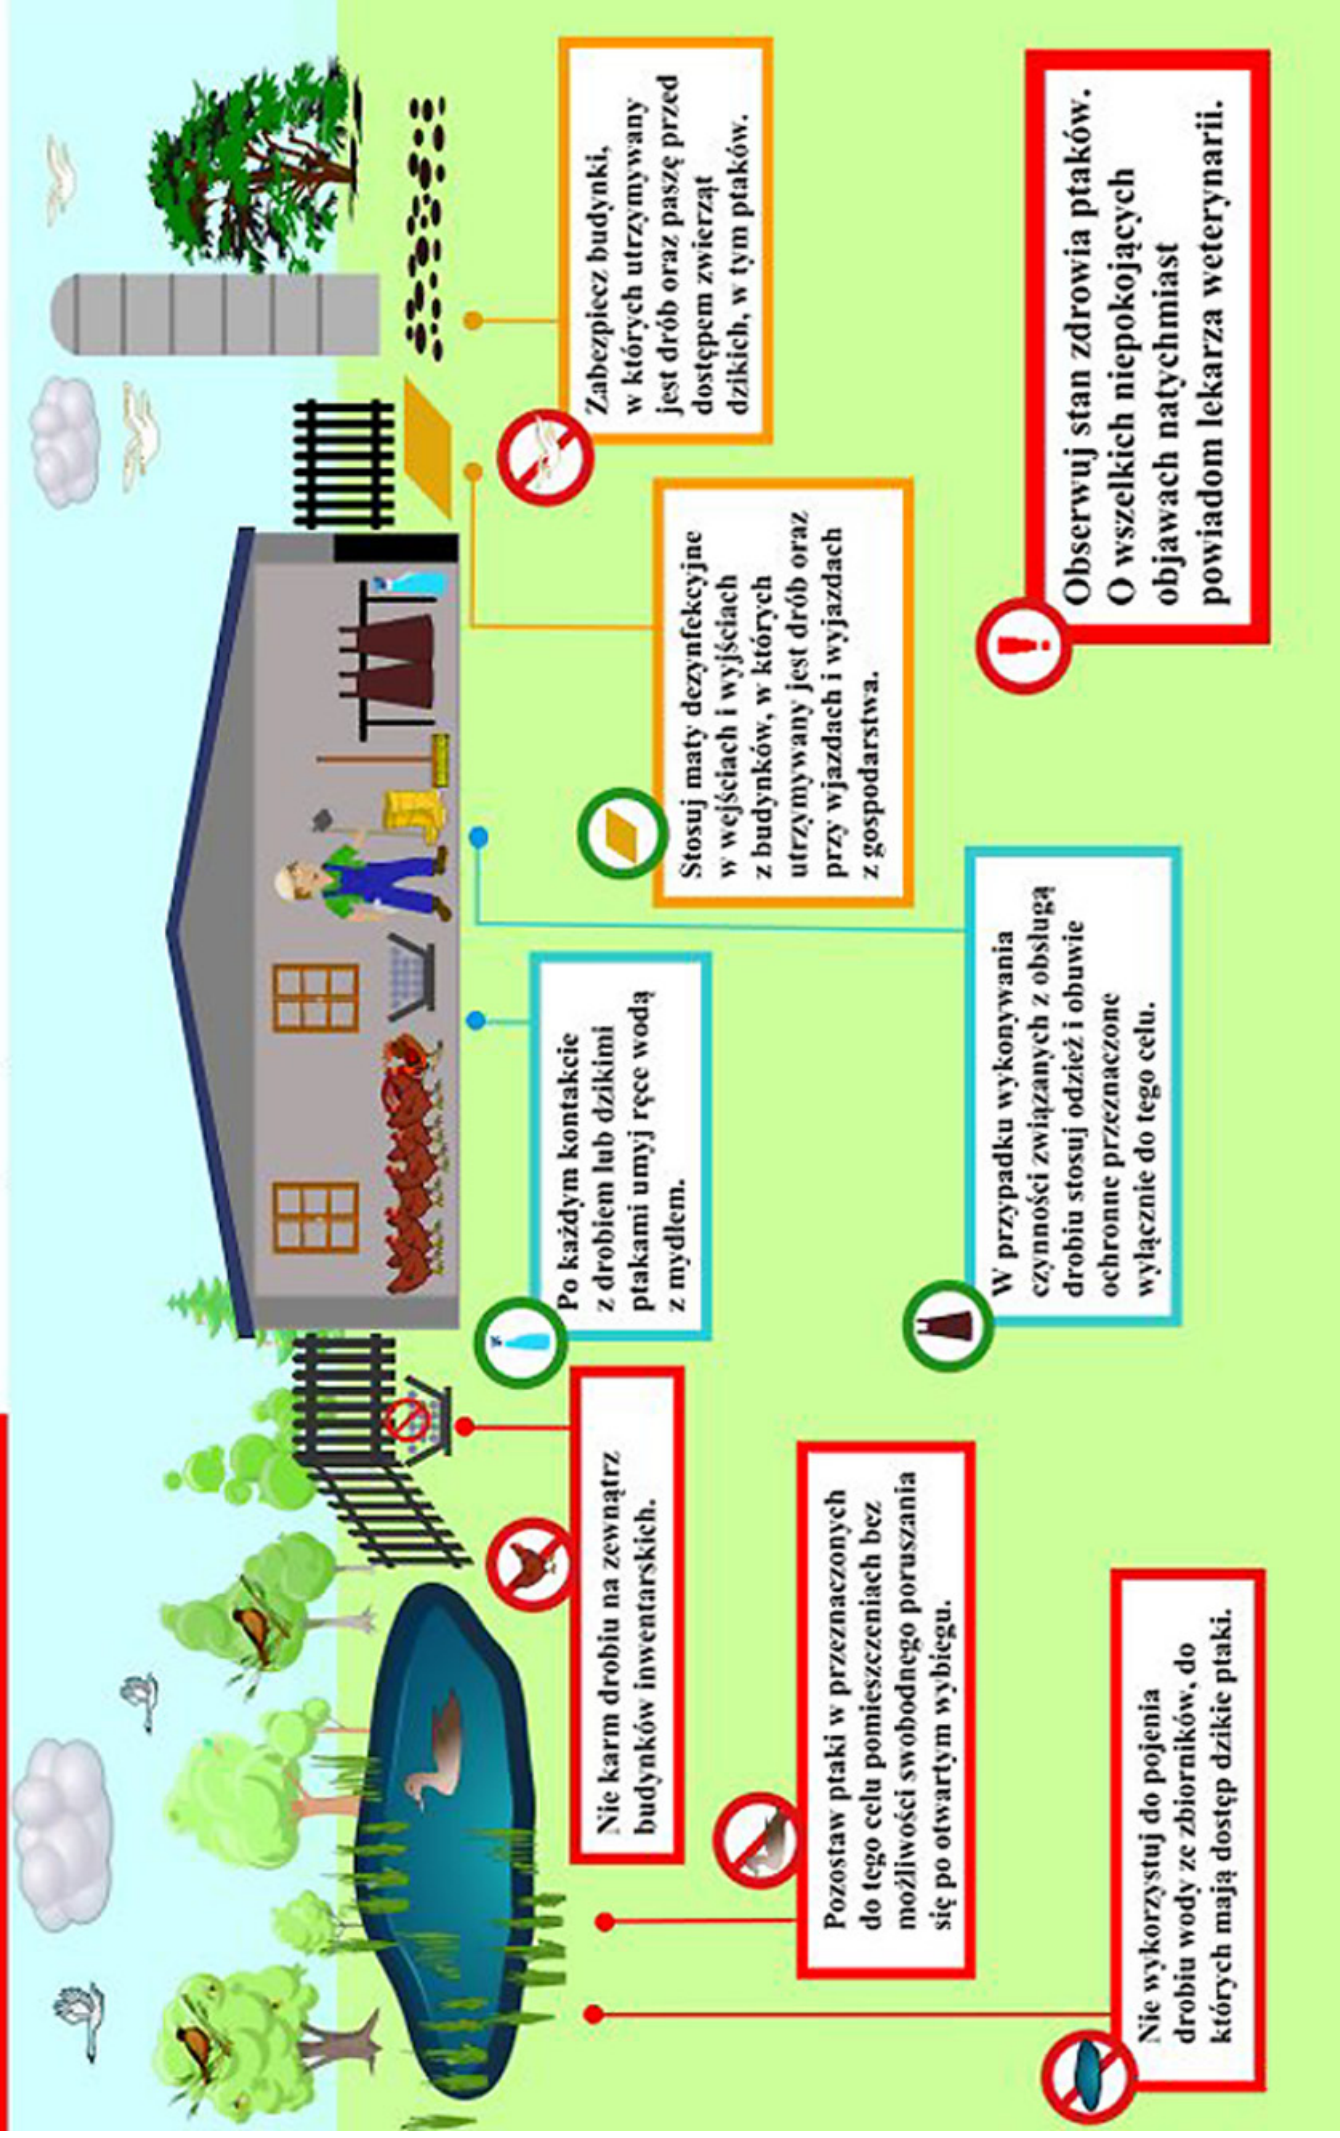 Nie karm drobiu na zewnątrz
budynków inwentarskich.
Pozostaw ptaki w przeznaczonych
do tego celu pomieszczeniach bez
możliwości swobodnego poruszania
się po otwartym wybiegu.
Nie wykorzystuj do pojenia
drobiu wody ze zbiorników, do
których mają dostęp dzikie ptaki.
Po każdym kontakcie
z drobiem lub dzikimi
ptakami umyj ręce wodą
z mydłem.
W przypadku wykonywania
czynności związanych z obsługą
drobiu stosuj odzież i obuwie
ochronne przeznaczone
wyłącznie do tego celu.
Stosuj maty dezynfekcyjne
w wejściach i wyjściach
z budynków, w których
utrzymywany jest drób oraz
przy wjazdach i wyjazdach
z gospodarstwa.
Zabezpiecz budynki,
w których utrzymywany
jest drób oraz paszę przed
dostępem zwierząt
dzikich, w tym ptaków.
Obserwuj stan zdrowia ptaków.
O wszelkich niepokojących
objawach natychmiast
powiadom lekarza weterynarii.